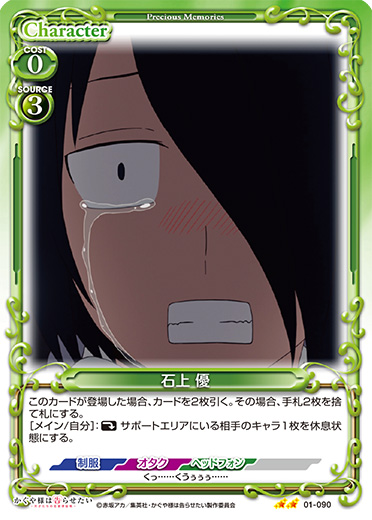 Precious Memories
Character
COST
0
SOURCE
3
石上 優
このカードが登場した場合、カードを2枚引く。その場合、手札2枚を捨
て札にする。
[メイン/自分]: サポートエリアにいる相手のキャラ1枚を休息状
態にする。
制服 オタク ヘッドフォン
くっ……くうぅぅぅ……
かぐや様は告らせたい
©赤坂アカ/集英社・かぐや様は告らせたい製作委員会
01-090